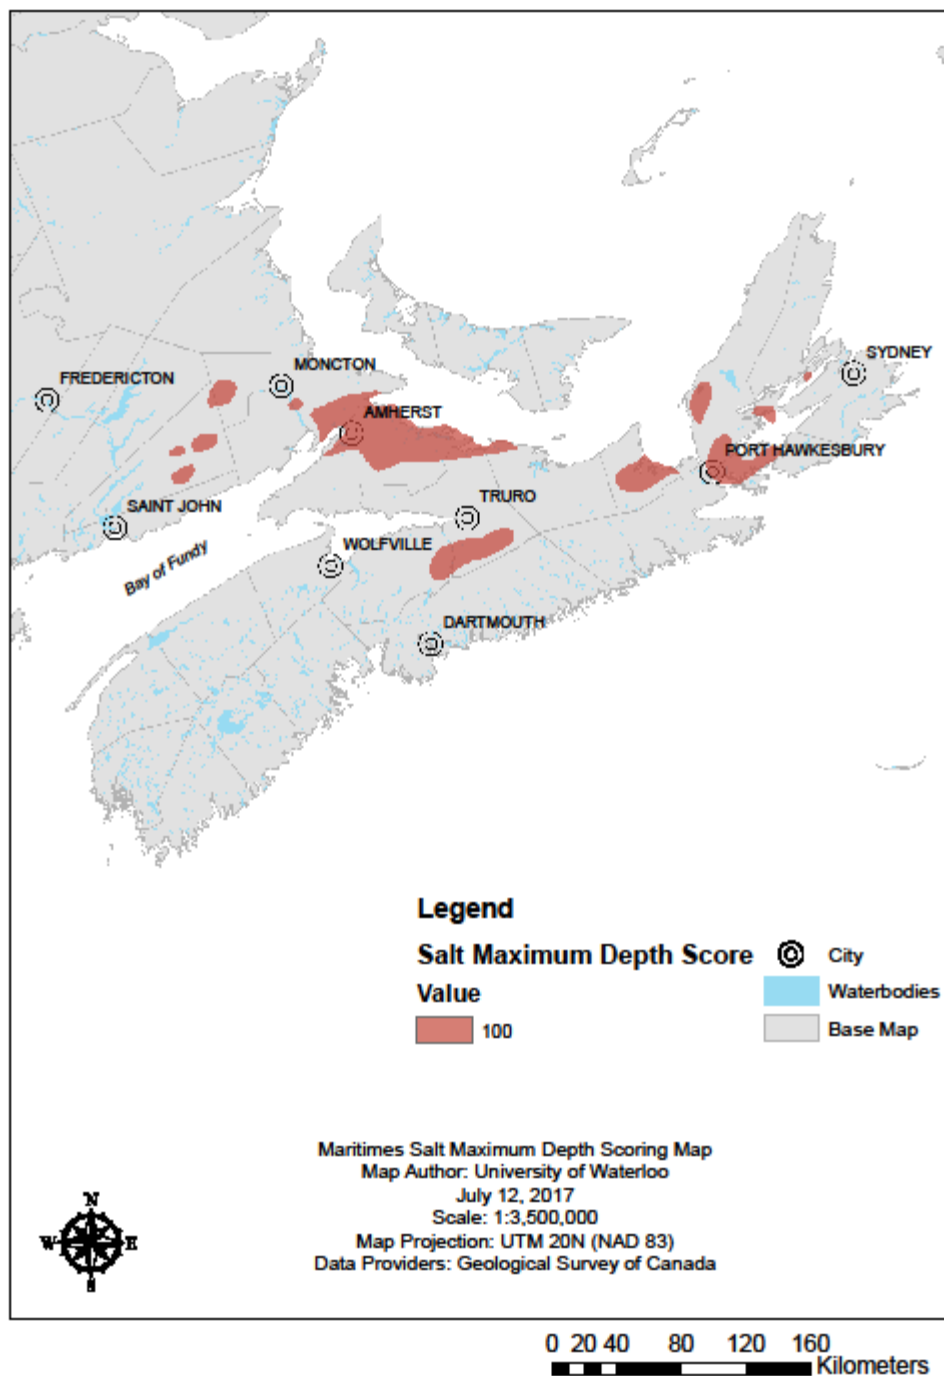 SYDNEY
MONCTON
FREDERICTON
AMHERST
PORT HAWKESBURY
TRURO
SAINT JOHN
WOLFVILLE
Bay of Fundy
DARTMOUTH
Legend
Salt Maximum Depth Score
City
Value
Waterbodies
100
Base Map
Maritimes Salt Maximum Depth Scoring Map
Map Author: University of Waterloo
July 12, 2017
Scale: 1:3,500,000
Map Projection: UTM 20N (NAD 83)
Data Providers: Geological Survey of Canada
N
W E
S
0 20 40 80 120 160
Kilometers